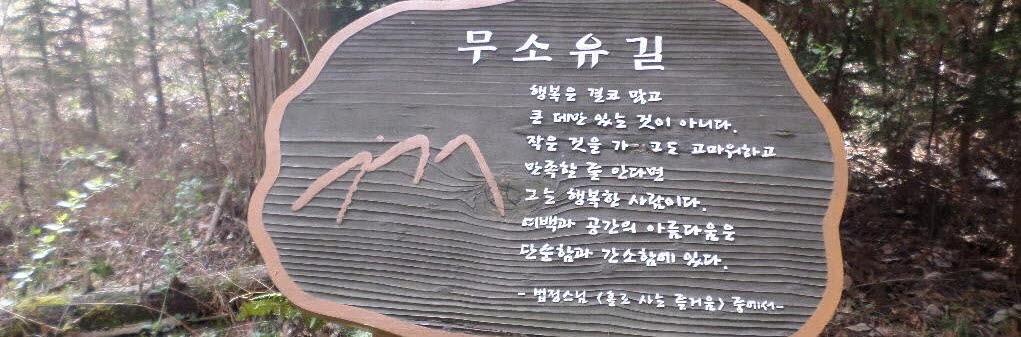 무소유길
행복은 결코 많고
큰 데만 있는 것이 아니다.
작은 것을 가 고도 고마워하고
만족할 줄 안다면
그는 행복한 사람이다.
여백과 공간의 아름다움은
단순함과 간소함에 있다.
- 법정스님 (홀로 사는 즐거움) 중에서-